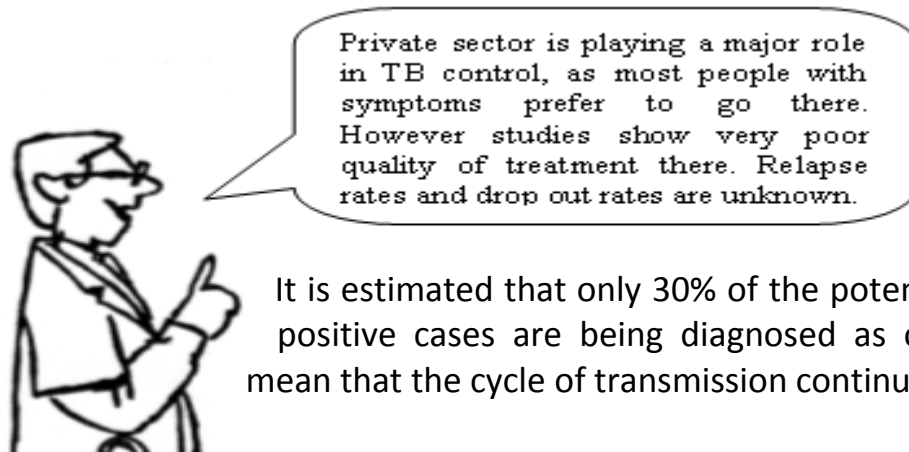 Private sector is playing a major role
in TB control, as most people with
symptoms prefer to go there.
However studies show very poor
quality of treatment there. Relapse
rates and drop out rates are unknown.
It is estimated that only 30% of the
positive cases are being diagnosed as
mean that the cycle of transmission